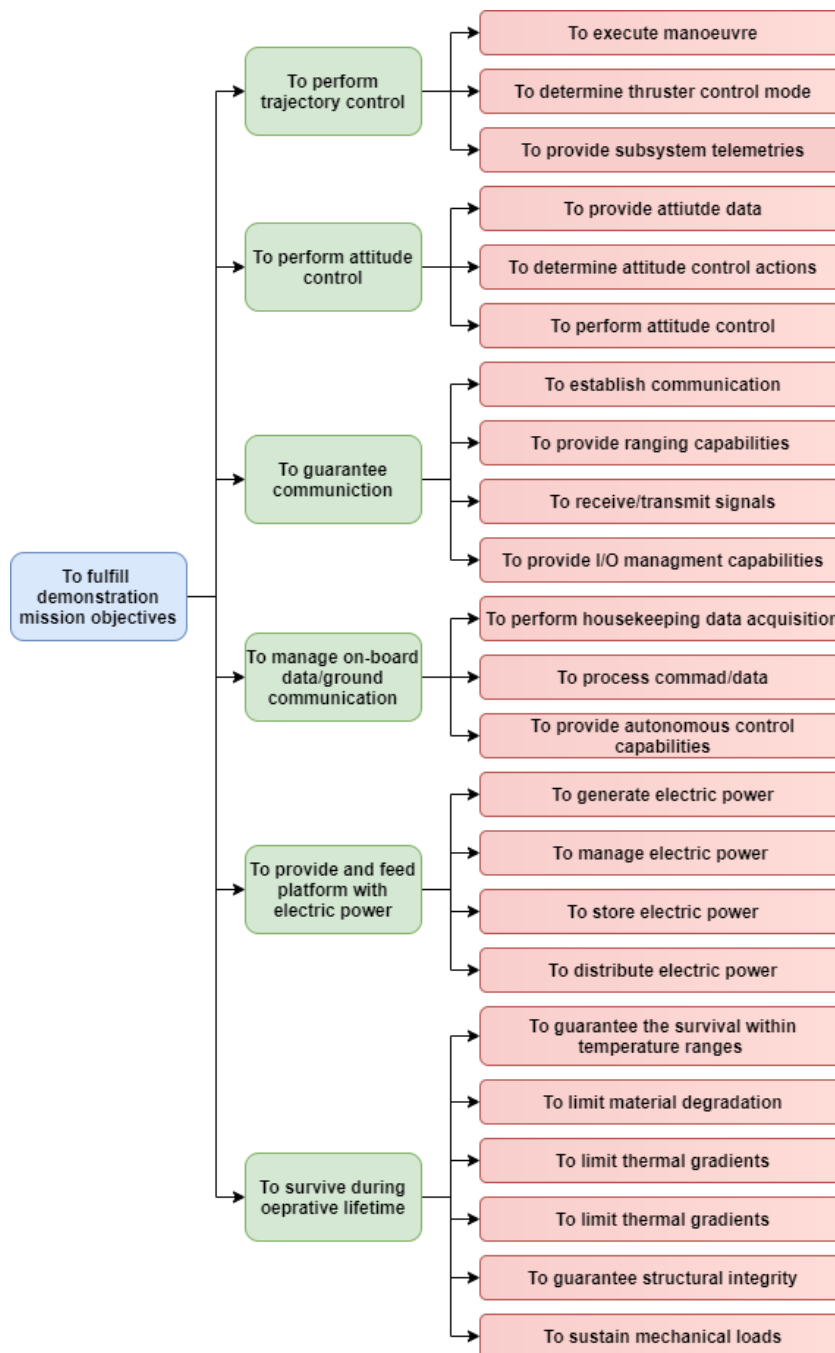 To fulfill
demonstration
mission objectives
To perform
trajectory control
To execute manoeuvre
To determine thruster control mode
To provide subsystem telemetries
To perform attitude
control
To provide attiutde data
To determine attitude control actions
To perform attitude control
To guarantee
communiction
To establish communication
To provide ranging capabilities
To receive/transmit signals
To provide I/O managment capabilities
To manage on-board
data/ground
communication
To perform housekeeping data acquisition
To process commad/data
To provide autonomous control
capabilities
To provide and feed
platform with
electric power
To generate electric power
To manage electric power
To store electric power
To distribute electric power
To survive during
oeprative lifetime
To guarantee the survival within
temperature ranges
To limit material degradation
To limit thermal gradients
To limit thermal gradients
To guarantee structural integrity
To sustain mechanical loads